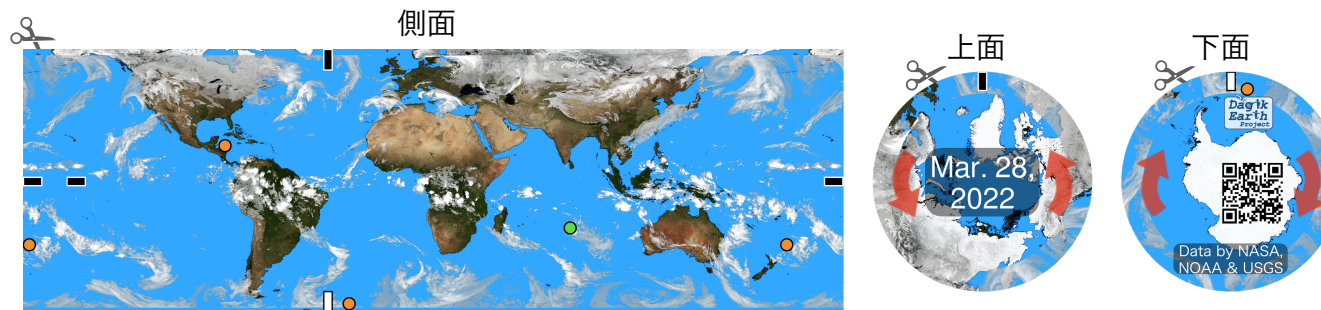 側面
上面
Mar. 28,
2022
下面
Dagik
Earth
Project
Data by NASA,
NOAA & USGS